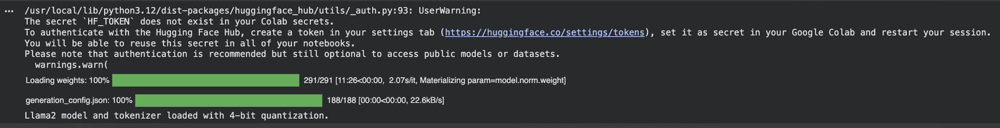 /usr/local/lib/python3.12/dist-packages/huggingface_hub/utils/_auth.py:93: UserWarning:
The secret `HF_TOKEN` does not exist in your Colab secrets.
To authenticate with the Hugging Face Hub, create a token in your settings tab (https://huggingface.co/settings/tokens), set it as secret in your Google Colab and restart your session.
You will be able to reuse this secret in all of your notebooks.
Please note that authentication is recommended but still optional to access public models or datasets.
  warnings.warn(
Loading weights: 100% 291/291 [11:26<00:00, 2.07s/it, Materializing param=model.norm.weight]
generation_config.json: 100% 188/188 [00:00<00:00, 22.6kB/s]
Llama2 model and tokenizer loaded with 4-bit quantization.